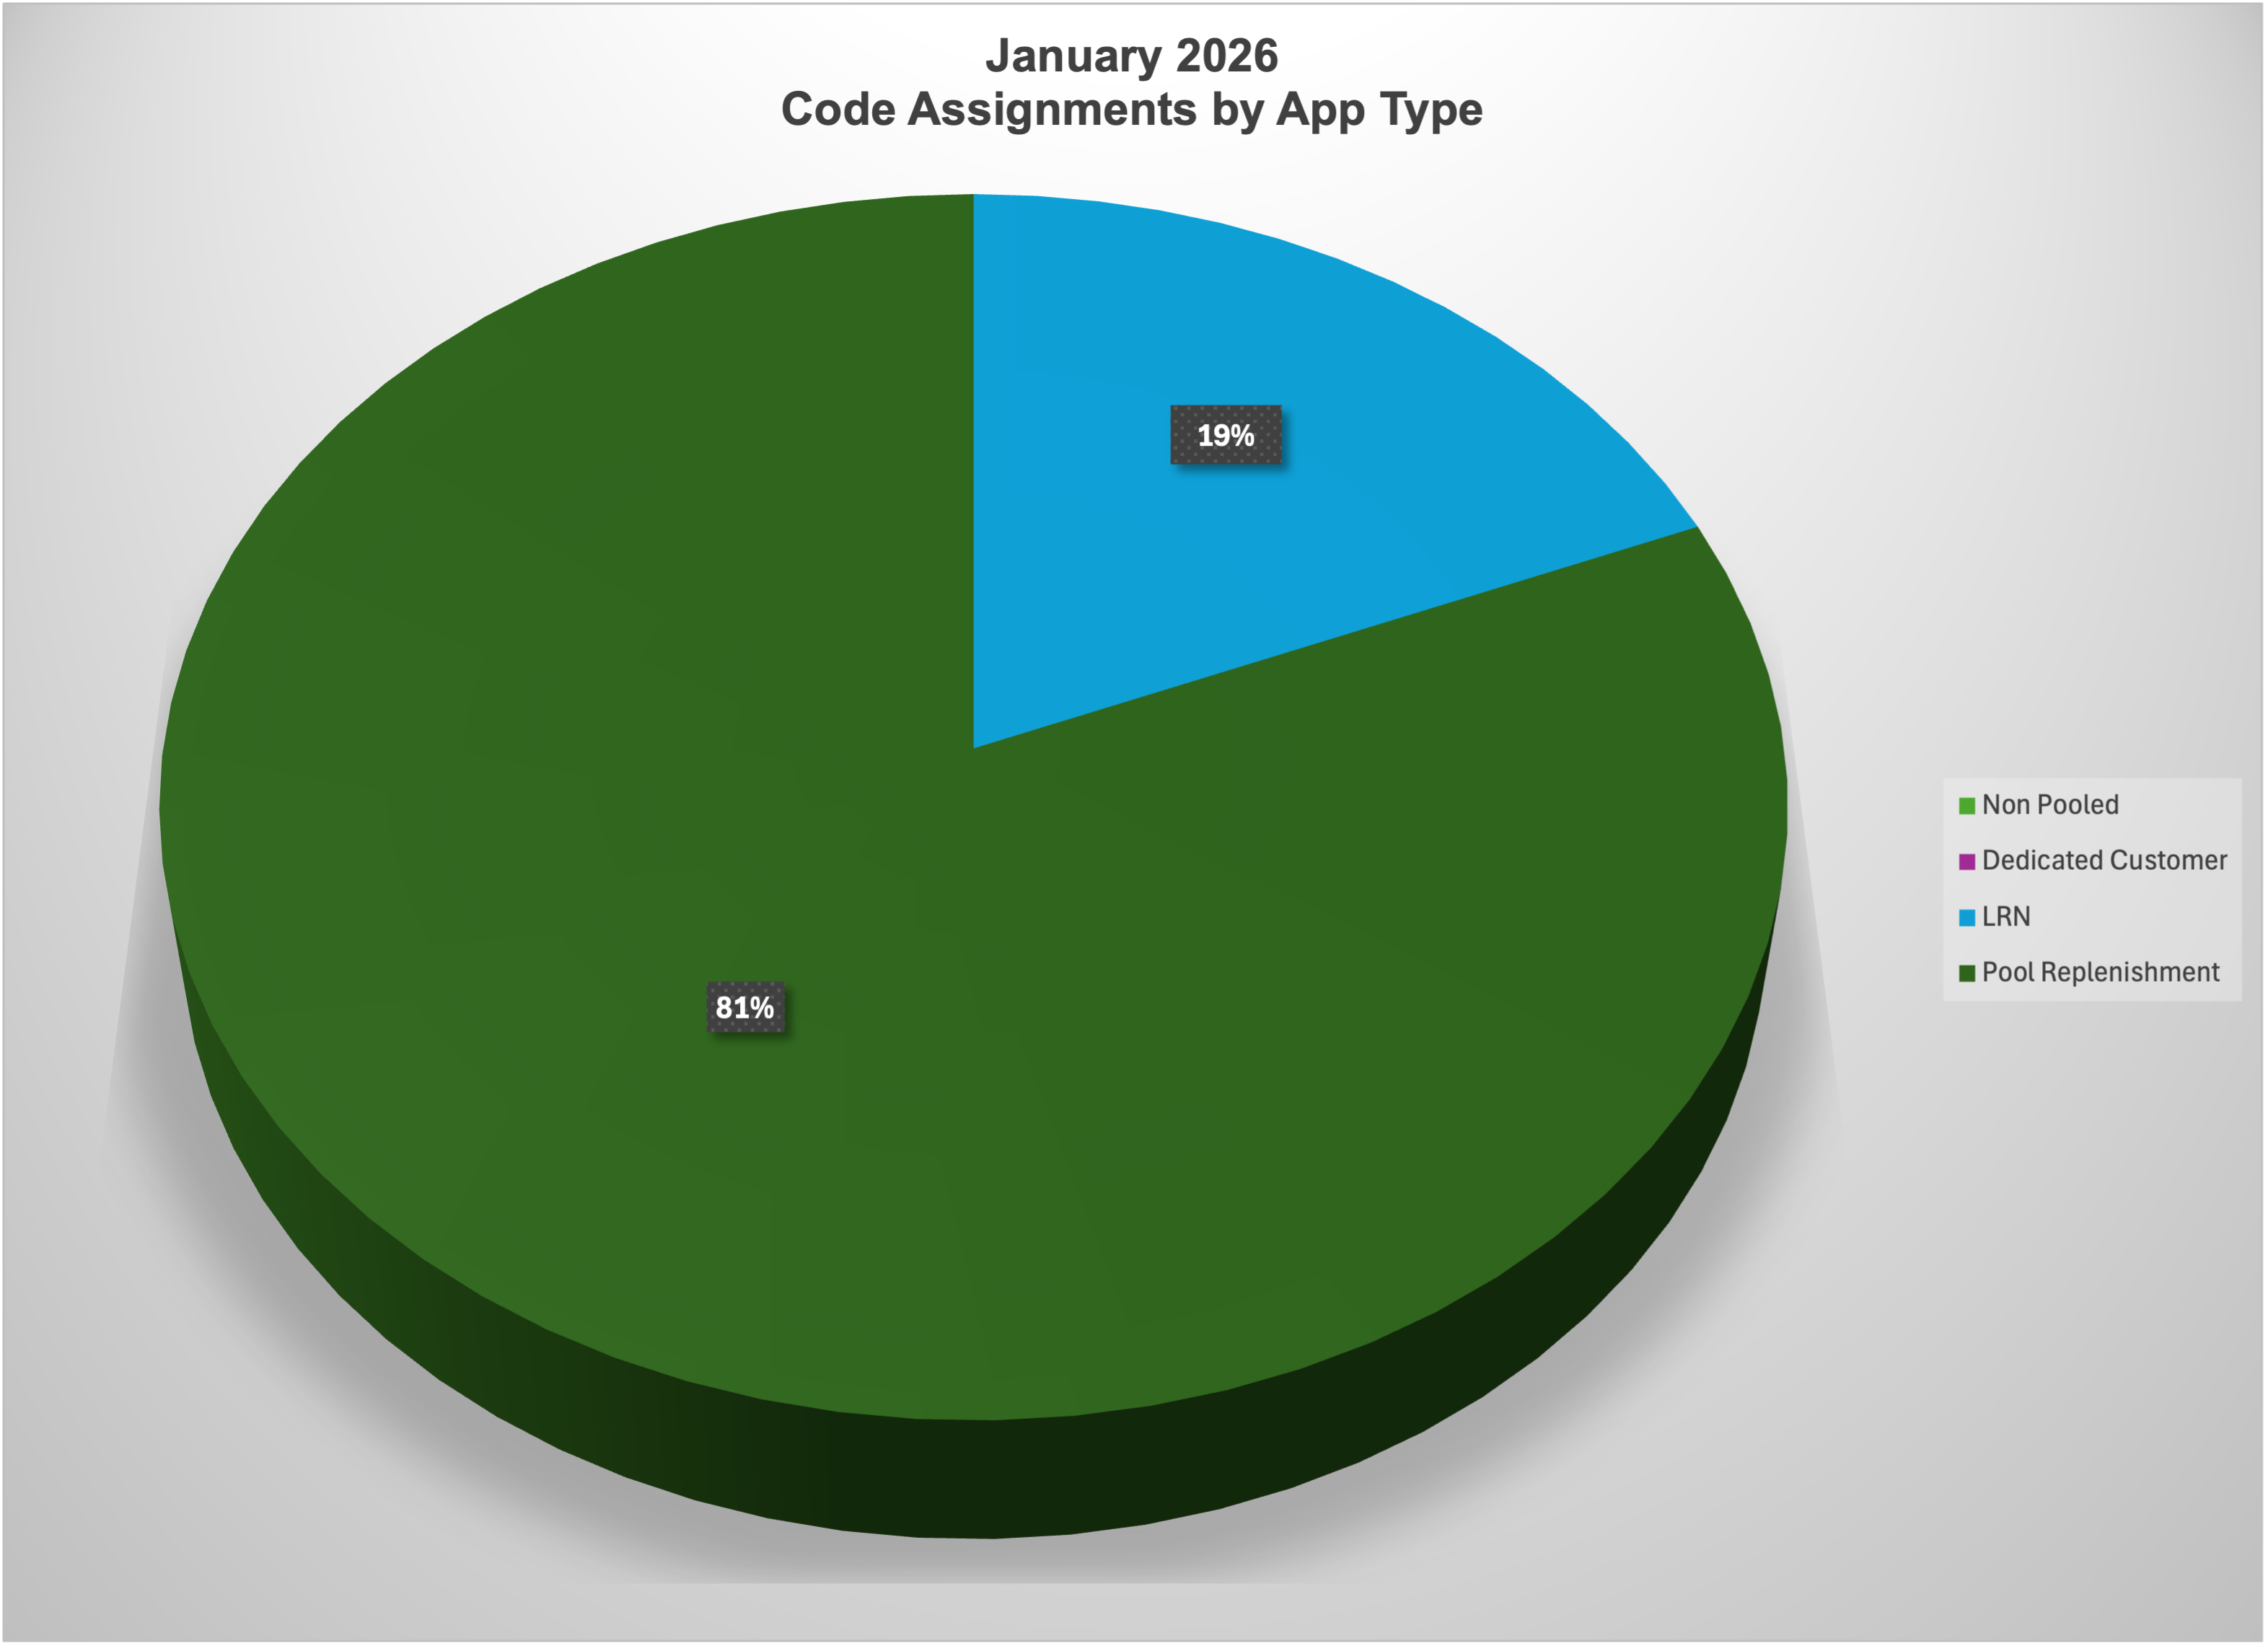 January 2026
Code Assignments by App Type
19%
81%
Non Pooled
Dedicated Customer
LRN
Pool Replenishment